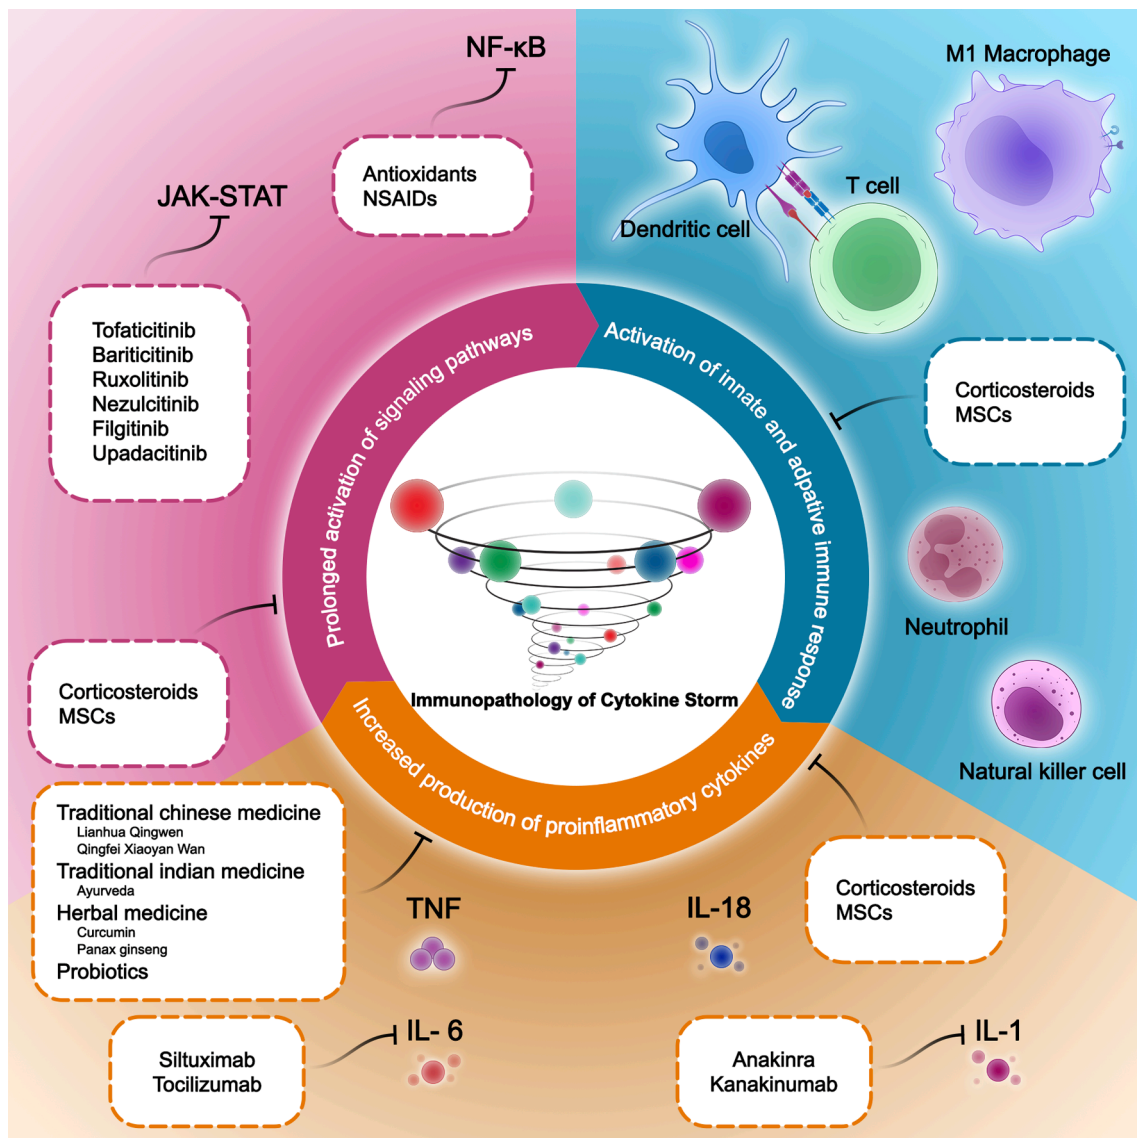 NF-κB
M1 Macrophage
Antioxidants
NSAIDs
JAK-STAT
T cell
Dendritic cell
Tofaticitinib
Bariticitinib
Ruxolitinib
Nezulcitinib
Filgitinib
Upadacitinib
Prolonged activation of signaling pathways
Activation of innate and adpative immune response
Corticosteroids
MSCs
Neutrophil
Corticosteroids
MSCs
Immunopathology of Cytokine Storm
Natural killer cell
Increased production of proinflammatory cytokines
Traditional chinese medicine
Lianhua Qingwen
Qingfei Xiaoyan Wan
Traditional indian medicine
Ayurveda
Herbal medicine
Curcumin
Panax ginseng
Probiotics
TNF
IL-18
Corticosteroids
MSCs
Siltuximab
Tocilizumab
IL- 6
Anakinra
Kanakinumab
IL-1